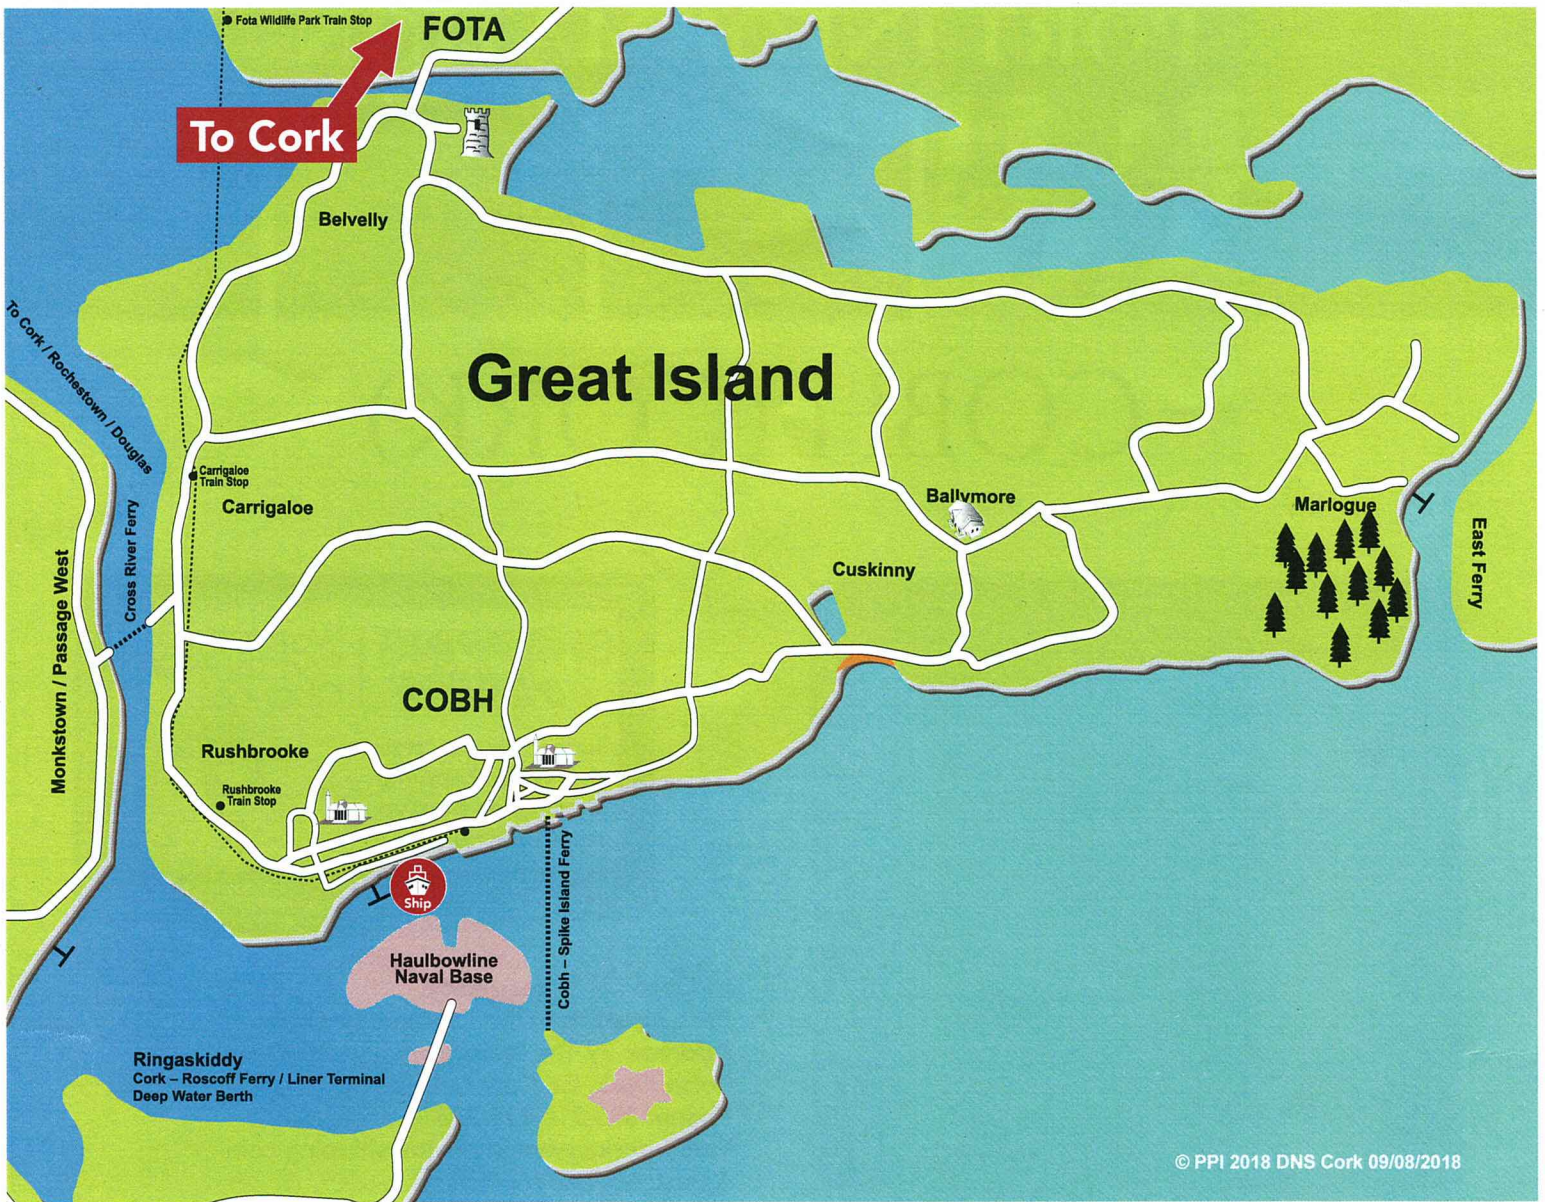 Fota Wildlife Park Train Stop
FOTA
To Cork
Belvelly
To Cork / Rochestown / Douglas
Great Island
Carrigaloe
Train Stop
Carrigaloe
Cross River Ferry
Monkstown / Passage West
Ballymore
Marlogue
East Ferry
Cuskinny
COBH
Rushbrooke
Rushbrooke
Train Stop
Ship
Cobh – Spike Island Ferry
Haulbowline
Naval Base
Ringaskiddy
Cork – Roscoff Ferry / Liner Terminal
Deep Water Berth
© PPI 2018 DNS Cork 09/08/2018